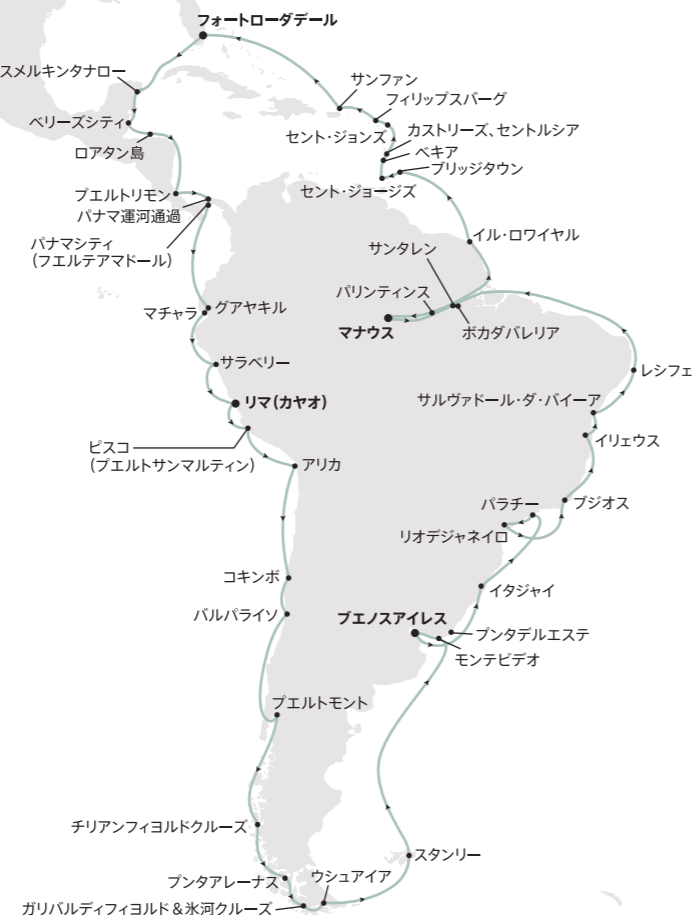 フォートローダデール
スメルキンタナロー
サンファン
フィリップスバーグ
ベリーズシティ
セント・ジョンズ
カストリーズ、セントルシア
ロアタン島
ベキア
ブリッジタウン
プエルトリモン
セント・ジョージズ
パナマ運河通過
パナマシティ
(フエルテアマドール)
イル・ロワイヤル
サンタレン
パリンティンス
マチャラ
グアヤキル
マナウス
ボカダバレリア
サラベリー
レシフェ
リマ(カヤオ)
サルヴァドール・ダ・バイーア
ピスコ
(プエルトサンマルティン)
イリェウス
アリカ
パラチー
ブジオス
リオデジャネイロ
コキンボ
イタジャイ
バルパライソ
ブエノスアイレス
プンタデルエステ
モンテビデオ
プエルトモント
チリアンフィヨルドクルーズ
スタンリー
プンタアレーナス
ウシュアイア
ガリバルディフィヨルド&氷河クルーズ